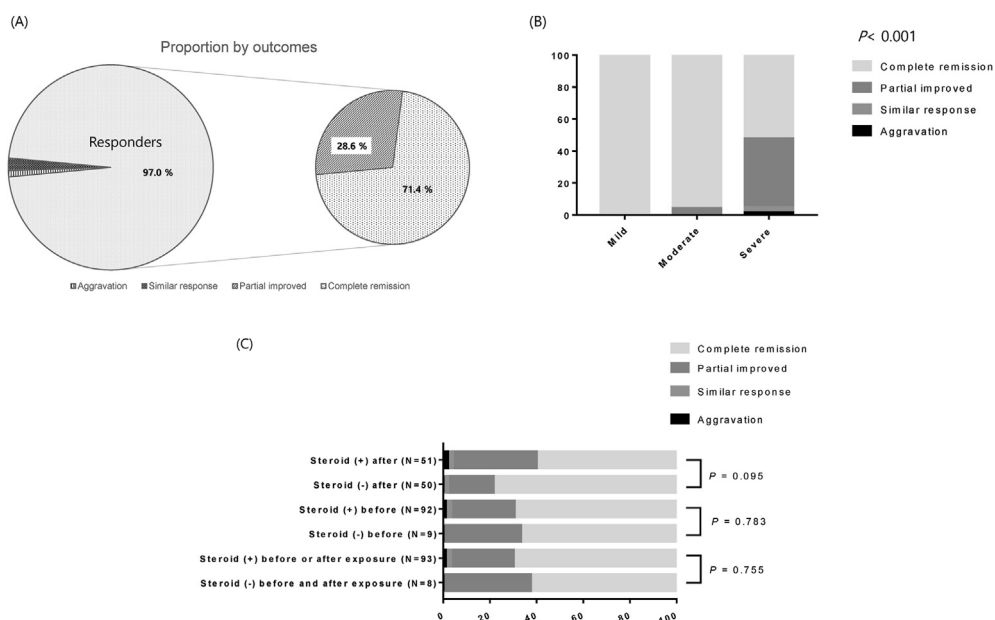 (A)
Proportion by outcomes
Responders
97.0 %
28.6 %
71.4 %
Aggravation Similar response Partial improved Complete remission
(B)
P< 0.001
Complete remission
Partial improved
Similar response
Aggravation
100
80
60
40
20
0
Mild
Moderate
Severe
(C)
Complete remission
Partial improved
Similar response
Aggravation
Steroid (+) after (N=51)
Steroid (-) after (N=50)
P = 0.095
Steroid (+) before (N=92)
Steroid (-) before (N=9)
P = 0.783
Steroid (+) before or after exposure (N=93)
Steroid (-) before and after exposure (N=8)
P = 0.755
0 20 40 60 80 100